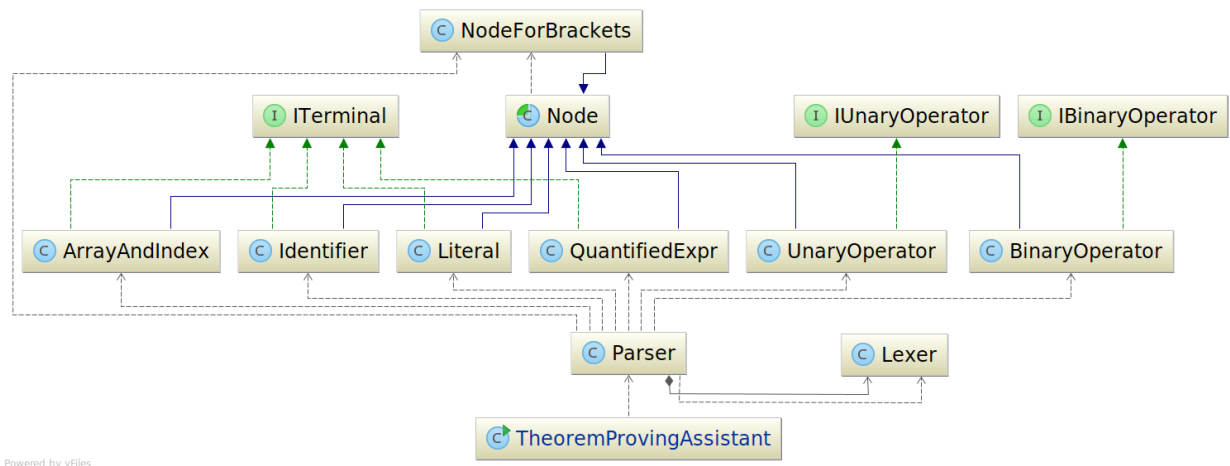 C NodeForBrackets
I ITerminal
C Node
I IUnaryOperator
I IBinaryOperator
C ArrayAndIndex
C Identifier
C Literal
C QuantifiedExpr
C UnaryOperator
C BinaryOperator
C Parser
C Lexer
C TheoremProvingAssistant
Powered by yFiles